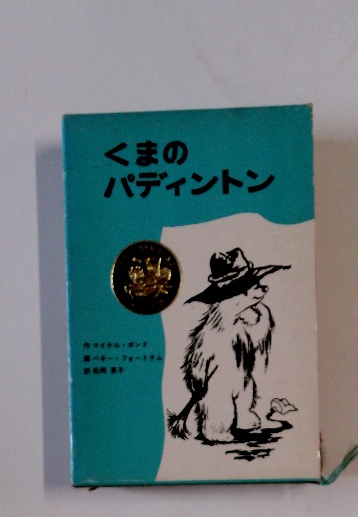 くまの
パディントン
作 マイケル・ボンド
画 ペギー・フォートナム
訳 松岡 享子